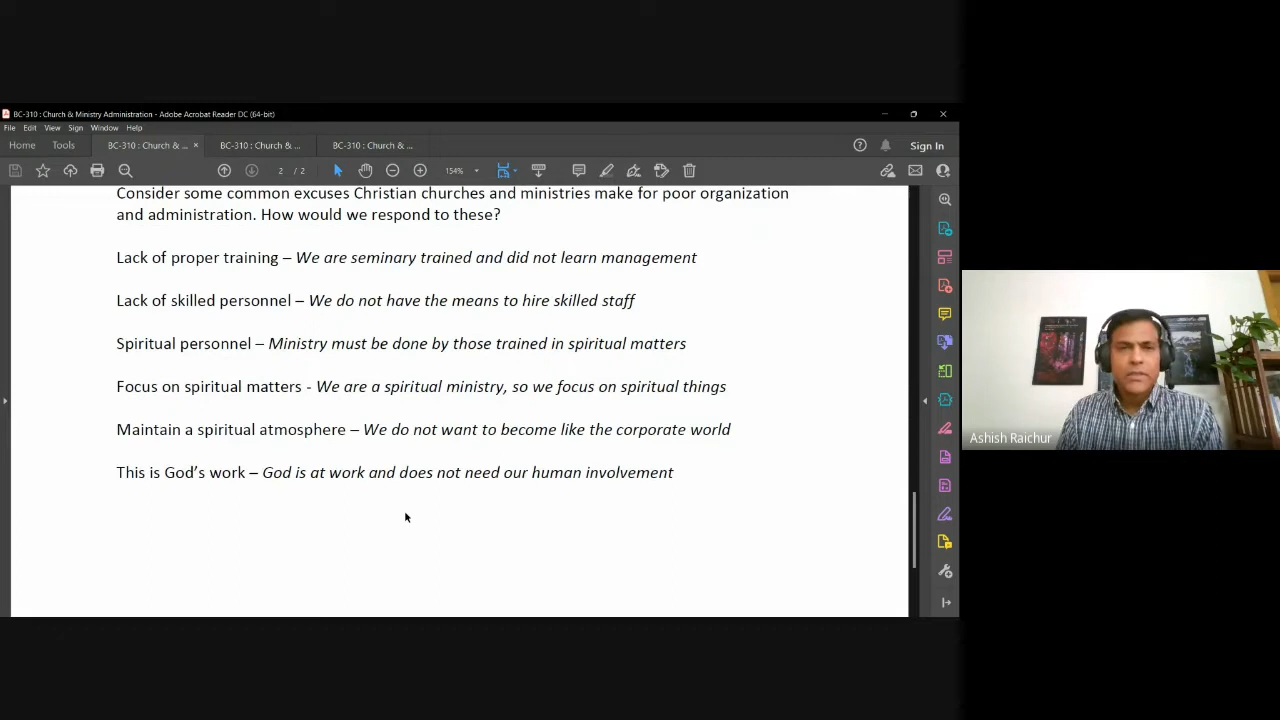 BC-310 : Church & Ministry Administration - Adobe Acrobat Reader DC (64-bit)
File Edit View Sign Window Help
Home Tools BC-310 : Church & ... × BC-310 : Church & ... BC-310 : Church & ... Sign In
2 / 2 154%
Consider some common excuses Christian churches and ministries make for poor organization
and administration. How would we respond to these?
Lack of proper training – We are seminary trained and did not learn management
Lack of skilled personnel – We do not have the means to hire skilled staff
Spiritual personnel – Ministry must be done by those trained in spiritual matters
Focus on spiritual matters - We are a spiritual ministry, so we focus on spiritual things
Maintain a spiritual atmosphere – We do not want to become like the corporate world
This is God’s work – God is at work and does not need our human involvement
Ashish Raichur